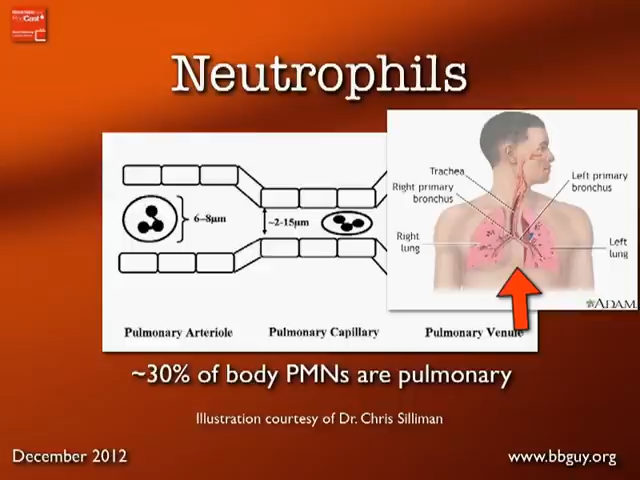 Neutrophils
6–8μm
~2-15μm
Pulmonary Arteriole
Pulmonary Capillary
Pulmonary Venule
Trachea
Right primary
bronchus
Right
lung
Left primary
bronchus
Left
lung
ADAM
~30% of body PMNs are pulmonary
Illustration courtesy of Dr. Chris Silliman
December 2012
www.bbguy.org